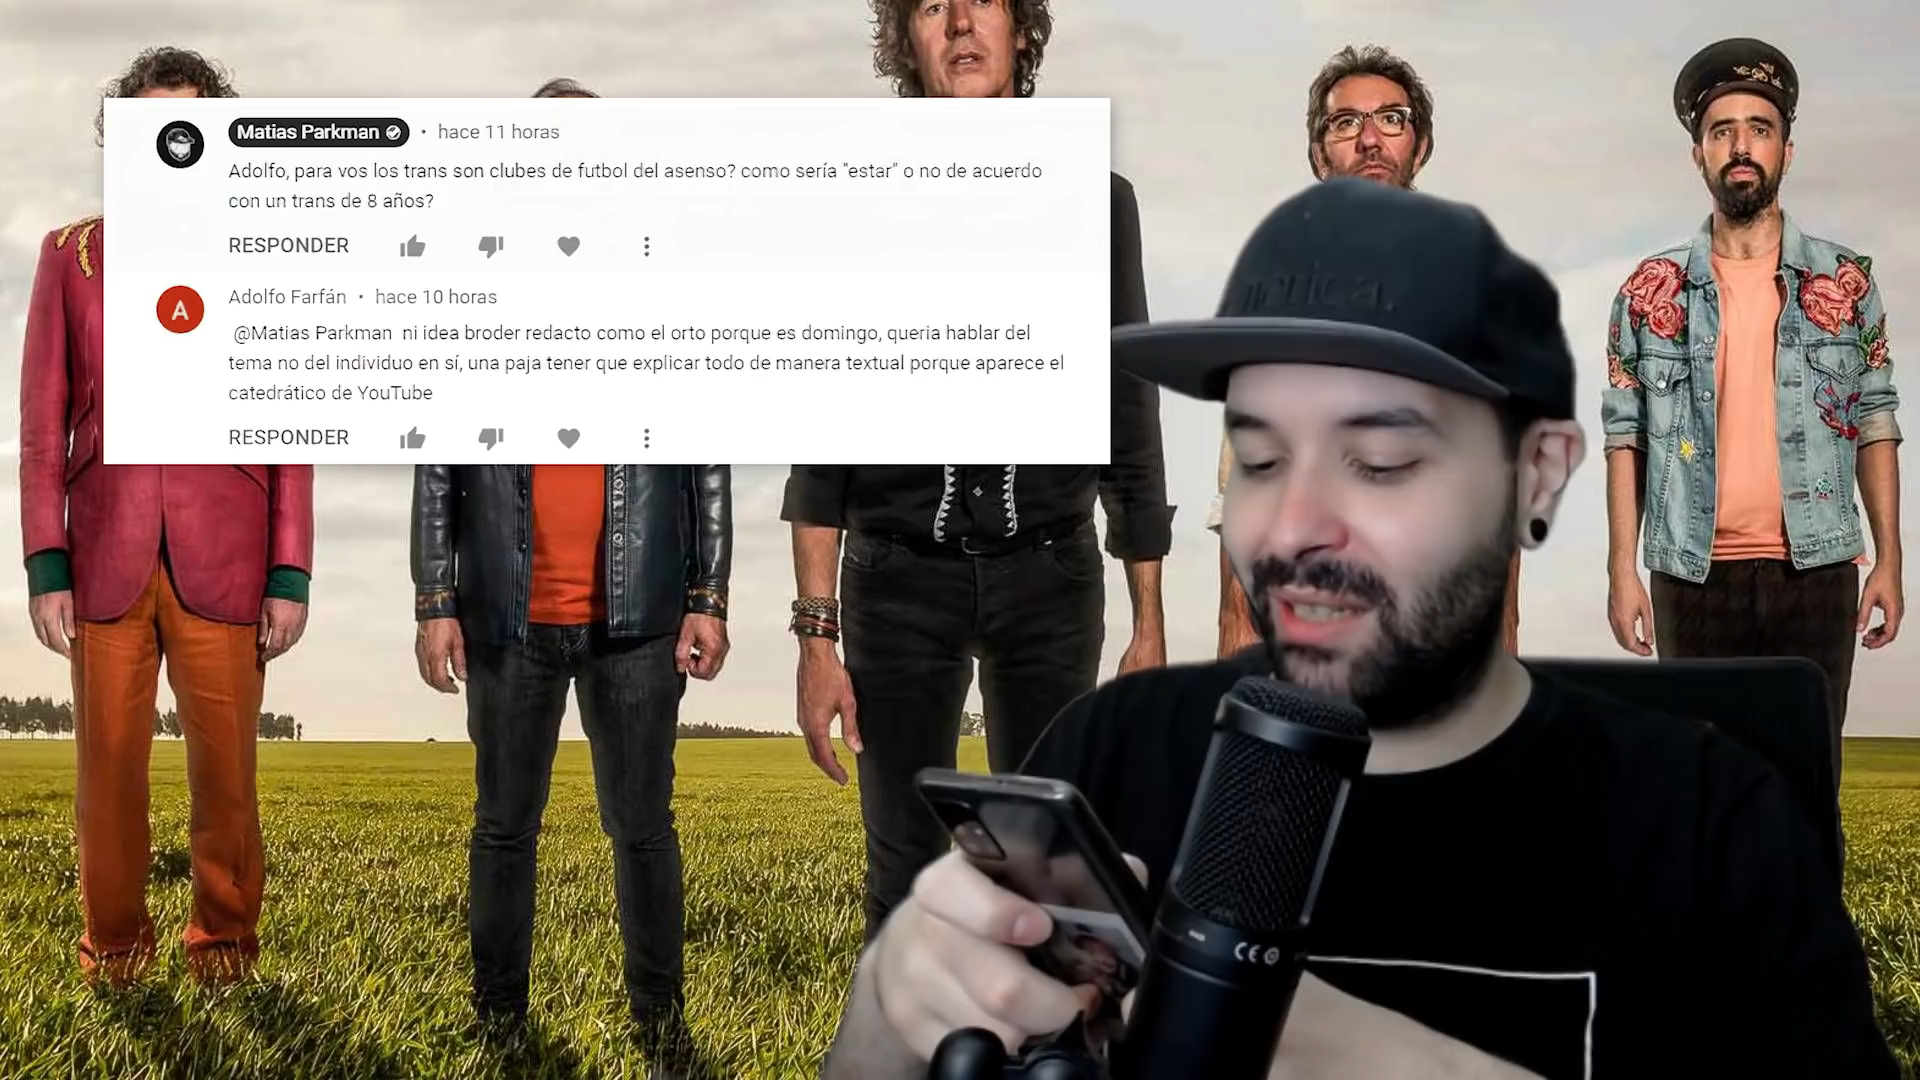 Matias Parkman • hace 11 horas
Adolfo, para vos los trans son clubes de futbol del asenso? como sería "estar" o no de acuerdo
con un trans de 8 años?
RESPONDER
A
Adolfo Farfán • hace 10 horas
@Matias Parkman ni idea broder redacto como el orto porque es domingo, queria hablar del
tema no del individuo en sí, una paja tener que explicar todo de manera textual porque aparece el
catedrático de YouTube
RESPONDER
CE